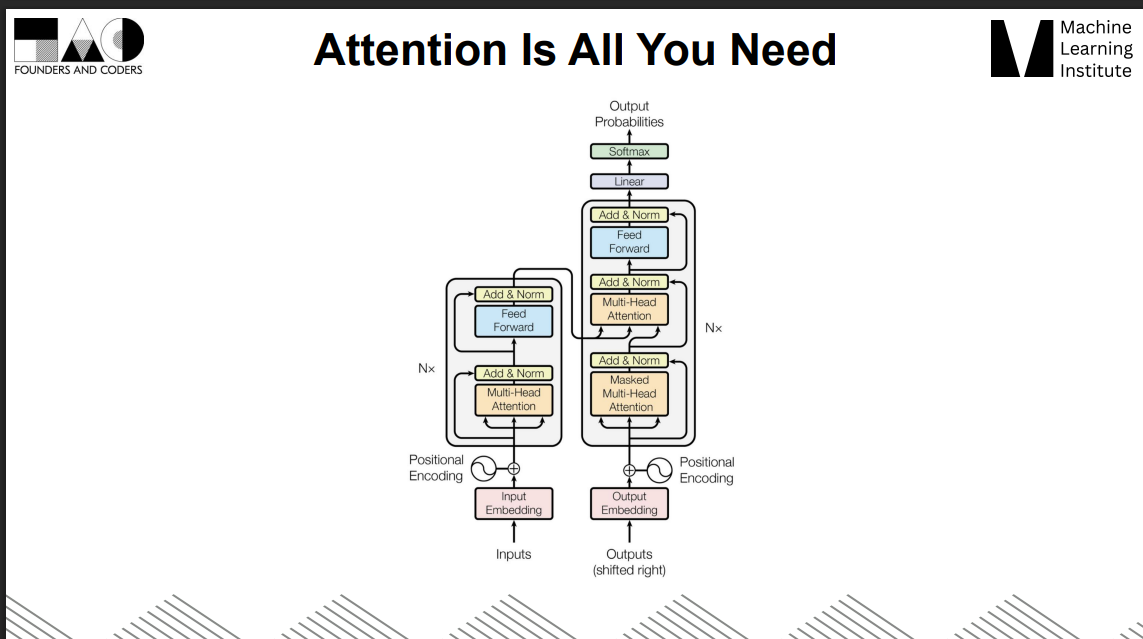 FOUNDERS AND CODERS
Attention Is All You Need
Machine
Learning
Institute
Output
Probabilities
Softmax
Linear
Add & Norm
Feed
Forward
Add & Norm
Multi-Head
Attention
Nx
Add & Norm
Masked
Multi-Head
Attention
Add & Norm
Feed
Forward
Nx
Add & Norm
Multi-Head
Attention
Positional
Encoding
Positional
Encoding
Input
Embedding
Output
Embedding
Inputs
Outputs
(shifted right)